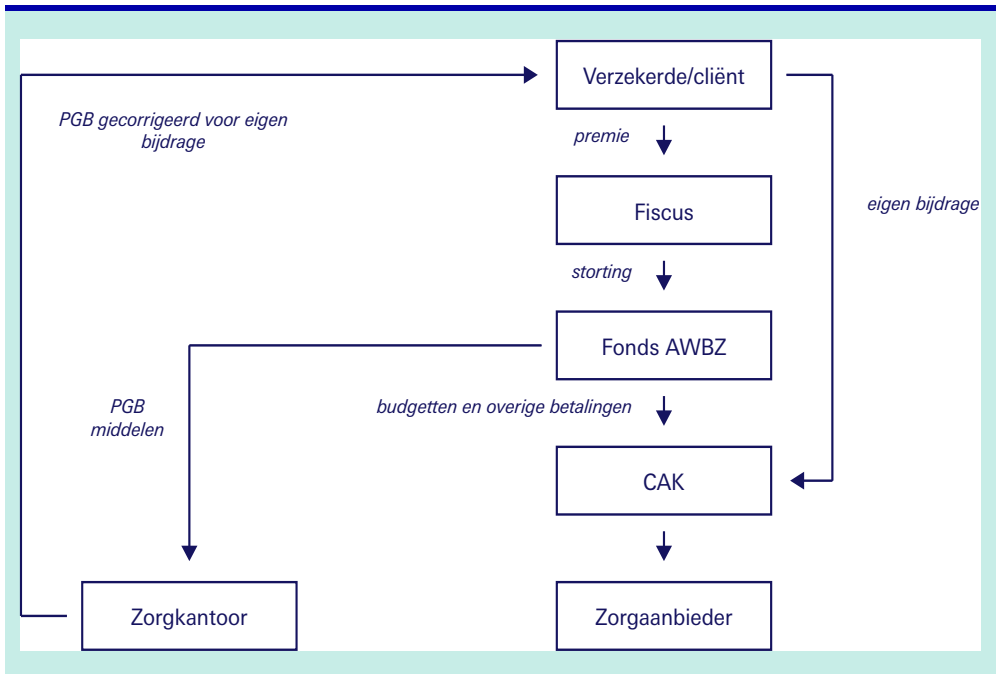 Verzekerde/cliënt
PGB gecorrigeerd voor eigen
bijdrage
premie
Fiscus
eigen bijdrage
storting
Fonds AWBZ
PGB
middelen
budgetten en overige betalingen
CAK
Zorgkantoor
Zorgaanbieder